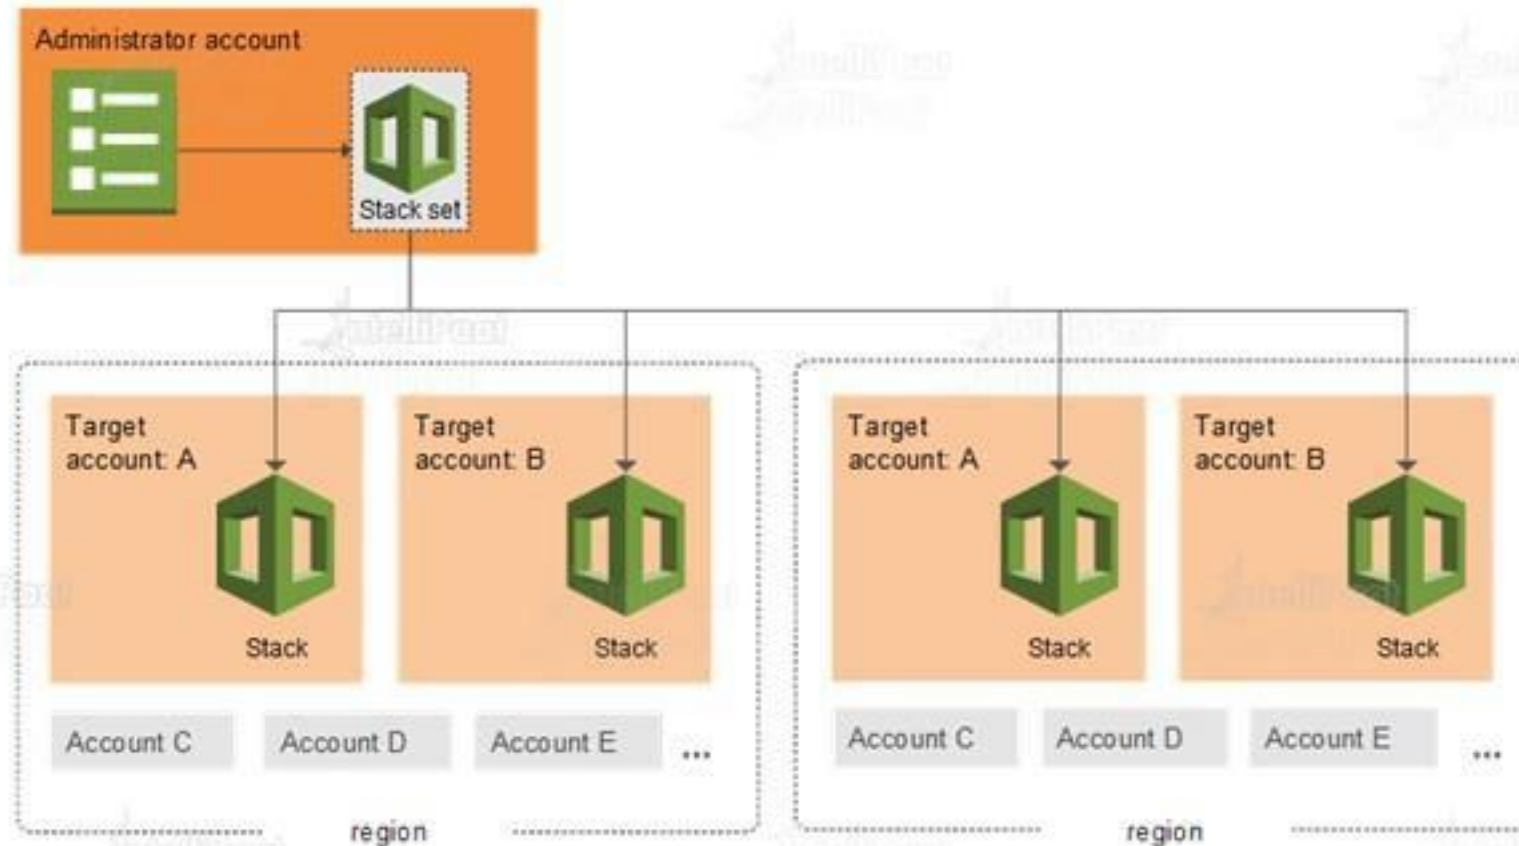 Administrator account
Stack set
Target
account: A
Stack
Target
account: B
Stack
Account C
Account D
Account E
...
region
Target
account: A
Stack
Target
account: B
Stack
Account C
Account D
Account E
...
region